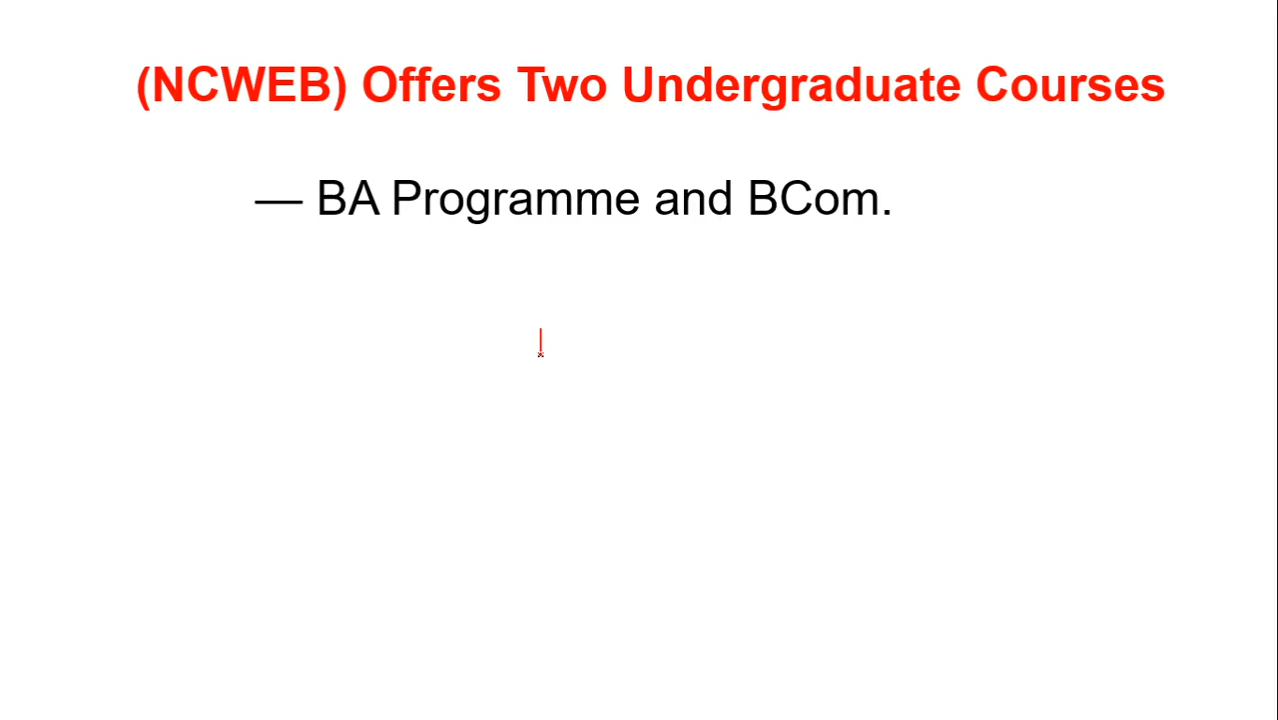 (NCWEB) Offers Two Undergraduate Courses
— BA Programme and BCom.